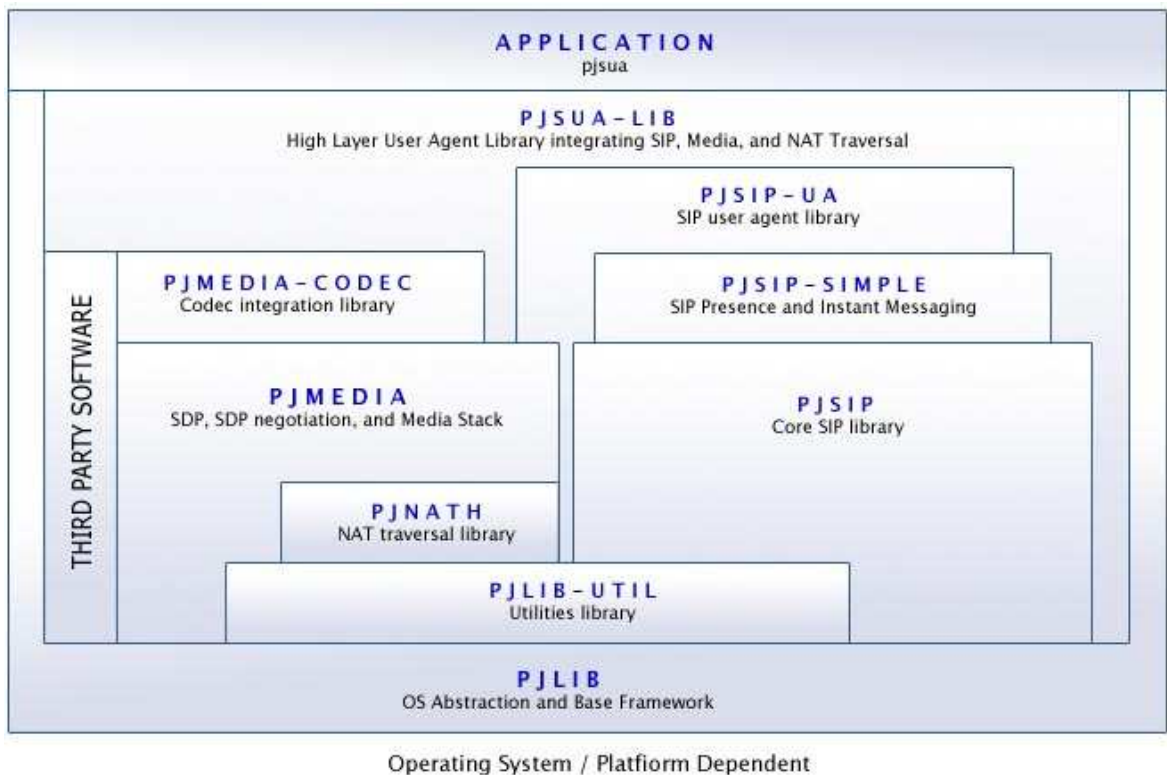 APPLICATION
pjsua
PJSUA-LIB
High Layer User Agent Library integrating SIP, Media, and NAT Traversal
PJSIP-UA
SIP user agent library
PJMEDIA-CODEC
Codec integration library
PJSIP-SIMPLE
SIP Presence and Instant Messaging
THIRD PARTY SOFTWARE
PJMEDIA
SDP, SDP negotiation, and Media Stack
PJSIP
Core SIP library
PJNATH
NAT traversal library
PJLIB-UTIL
Utilities library
PJLIB
OS Abstraction and Base Framework
Operating System / Platfiorm Dependent